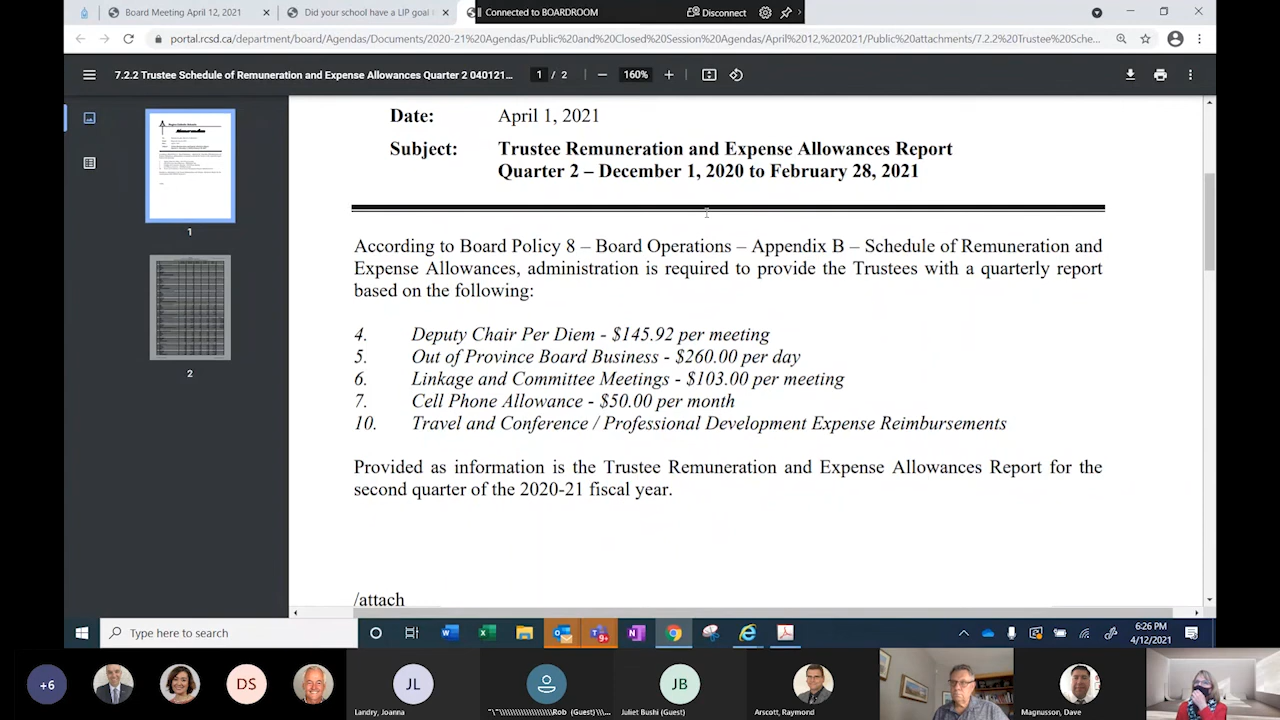 Board Meeting April 12, 2021
Did your school have a LIP goal i
Connected to BOARDROOM
Disconnect
portal.rcsd.ca/department/board/Agendas/Documents/2020-21%20Agendas/Public%20and%20Closed%20Session%20Agendas/April%2012,%202021/Public%20attachments/7.2.2%20Trustee%20Sche...
7.2.2 Trustee Schedule of Remuneration and Expense Allowances Quarter 2 040121...
1 / 2
160%
Date: April 1, 2021
Subject: Trustee Remuneration and Expense Allowances Report
Quarter 2 – December 1, 2020 to February 28, 2021
According to Board Policy 8 – Board Operations – Appendix B – Schedule of Remuneration and
Expense Allowances, administration is required to provide the Trustees with a quarterly report
based on the following:
4. Deputy Chair Per Diem - $145.92 per meeting
5. Out of Province Board Business - $260.00 per day
6. Linkage and Committee Meetings - $103.00 per meeting
7. Cell Phone Allowance - $50.00 per month
10. Travel and Conference / Professional Development Expense Reimbursements
Provided as information is the Trustee Remuneration and Expense Allowances Report for the
second quarter of the 2020-21 fiscal year.
/attach
1
2
Type here to search
6:26 PM
4/12/2021
+6
DS
JL
JB
Landry, Joanna
Rob (Guest)
Juliet Bushi (Guest)
Arscott, Raymond
Magnusson, Dave